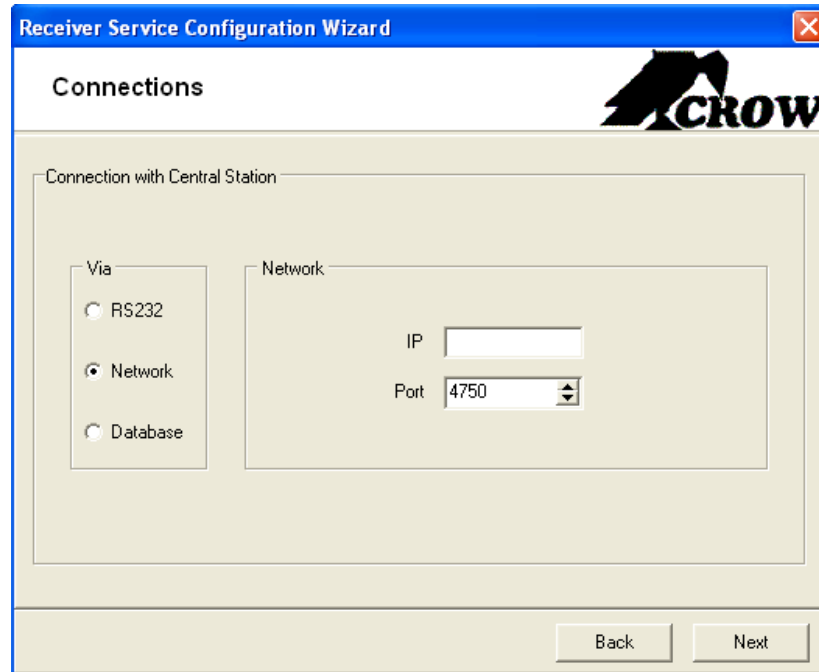 Receiver Service Configuration Wizard
Connections
CROW
Connection with Central Station
Via
Network
RS232
IP
Network
Port 4750
Database
Back Next